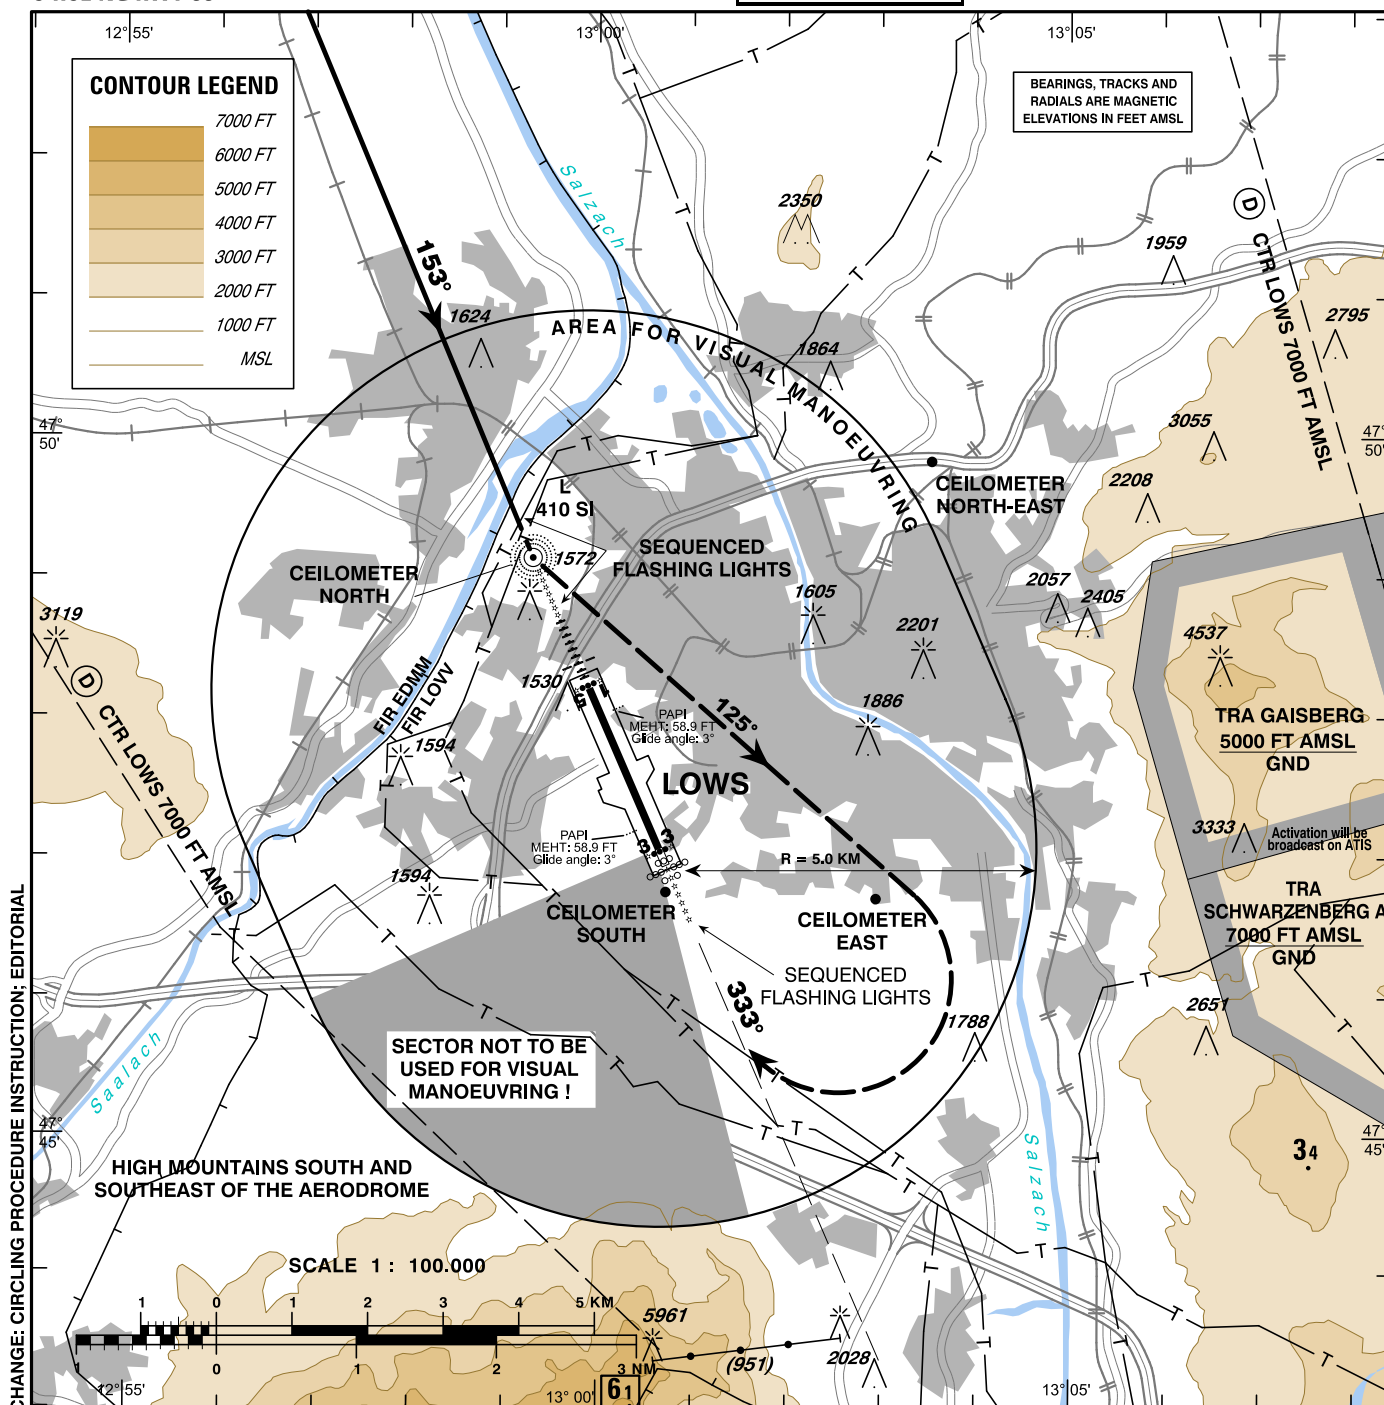 12°55'
13°00'
13°05'
CONTOUR LEGEND
7000 FT
6000 FT
5000 FT
4000 FT
3000 FT
2000 FT
1000 FT
MSL
BEARINGS, TRACKS AND
RADIALS ARE MAGNETIC
ELEVATIONS IN FEET AMSL
Salzach
2350
D
CTR LOWS 7000 FT AMSL
1959
2795
153°
1624
AREA FOR VISUAL MANOEUVRING
1864
47°
50'
3055
47°
50'
2208
CEILOMETER
NORTH-EAST
L
410 SI
SEQUENCED
FLASHING LIGHTS
1572
CEILOMETER
NORTH
2057
2405
1605
2201
3119
4537
D
CTR LOWS 7000 FT AMSL
FIR EDMM
FIR LOVV
1530
PAPI
MEHT: 58.9 FT
Glide angle: 3°
125°
1886
TRA GAISBERG
5000 FT AMSL
GND
1594
LOWS
PAPI
MEHT: 58.9 FT
Glide angle: 3°
33
R = 5.0 KM
3333
Activation will be
broadcast on ATIS
1594
CEILOMETER
SOUTH
CEILOMETER
EAST
TRA
SCHWARZENBERG A
7000 FT AMSL
GND
SEQUENCED
FLASHING LIGHTS
333°
2651
1788
SECTOR NOT TO BE
USED FOR VISUAL
MANOEUVRING !
Saalach
47°
45'
47°
45'
34
HIGH MOUNTAINS SOUTH AND
SOUTHEAST OF THE AERODROME
Salzach
SCALE 1 : 100.000
1 0 1 2 3 4 5 KM
1 0 1 2 3 NM
5961
(951)
2028
61
12°55'
13°00'
13°05'
CHANGE: CIRCLING PROCEDURE INSTRUCTION; EDITORIAL